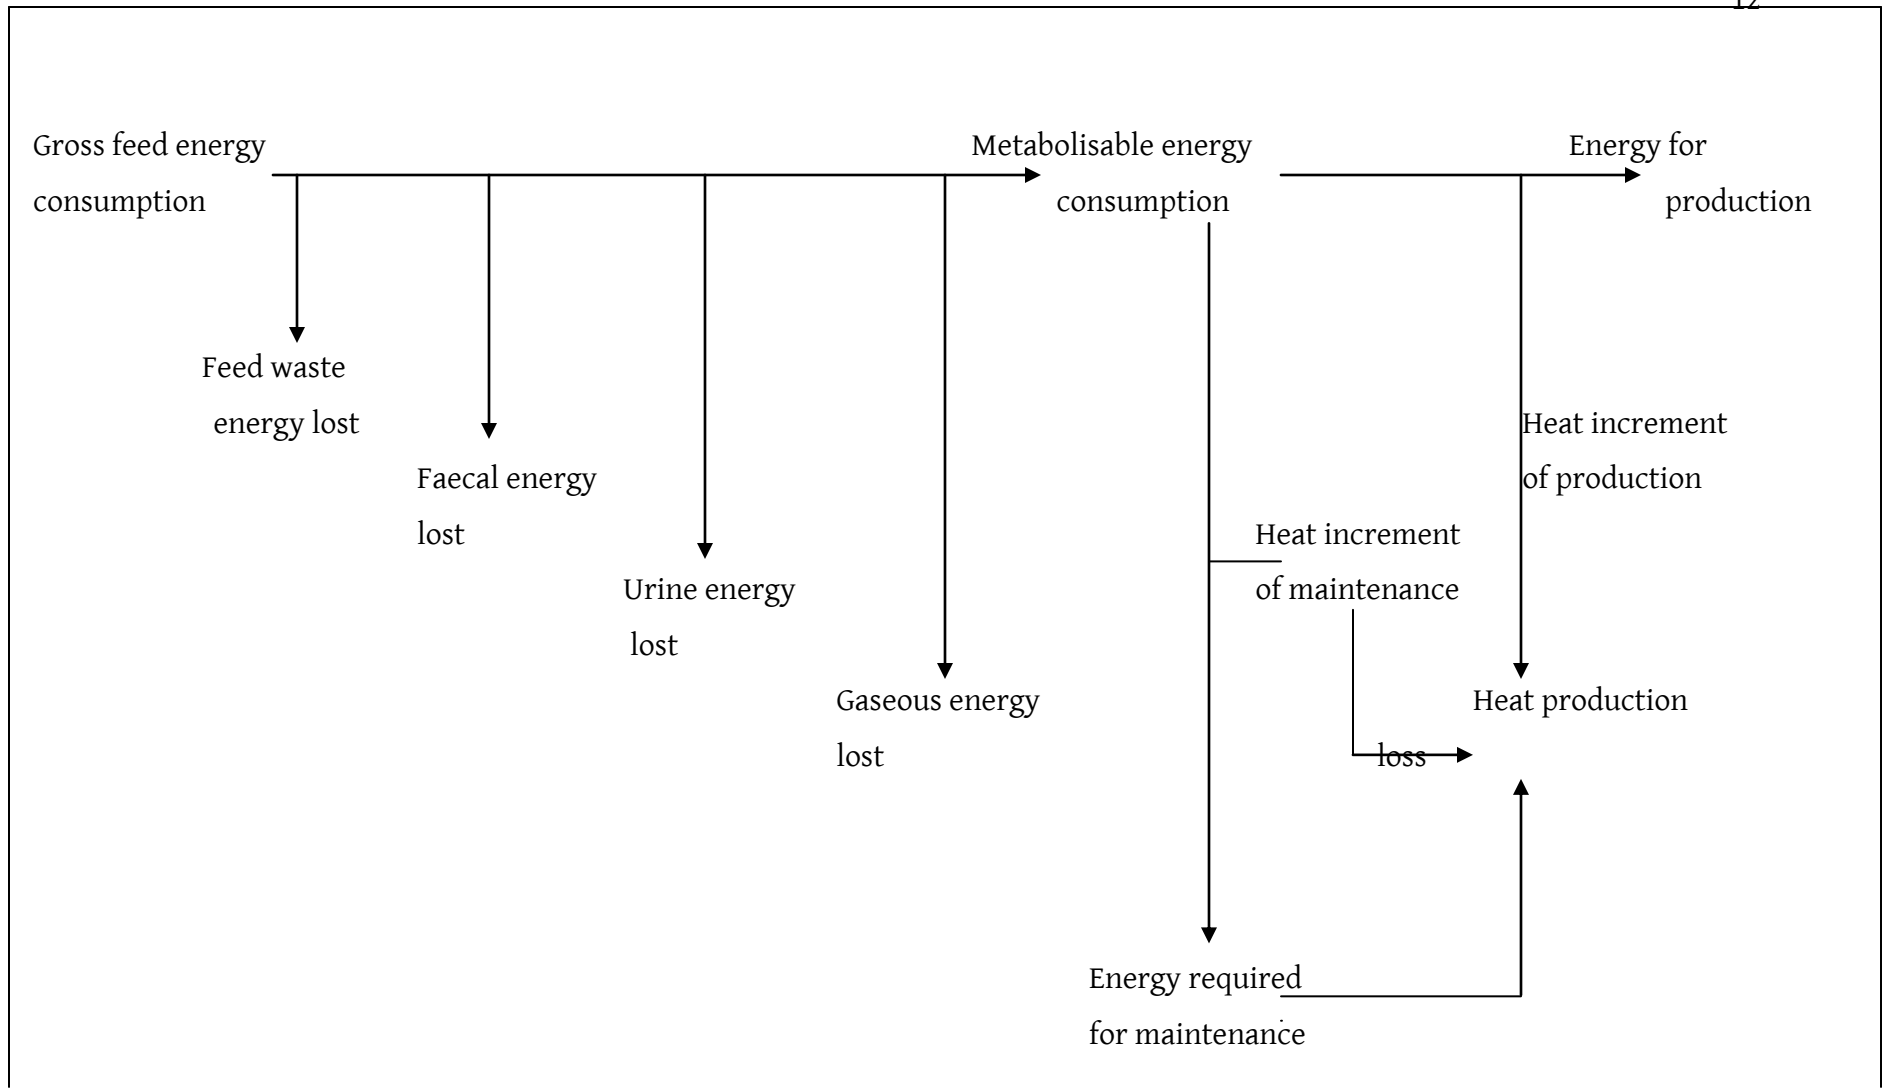 12
Gross feed energy
consumption
Metabolisable energy
consumption
Energy for
production
Feed waste
energy lost
Faecal energy
lost
Urine energy
lost
Gaseous energy
lost
Heat increment
of production
Heat increment
of maintenance
Heat production
loss
Energy required
for maintenance